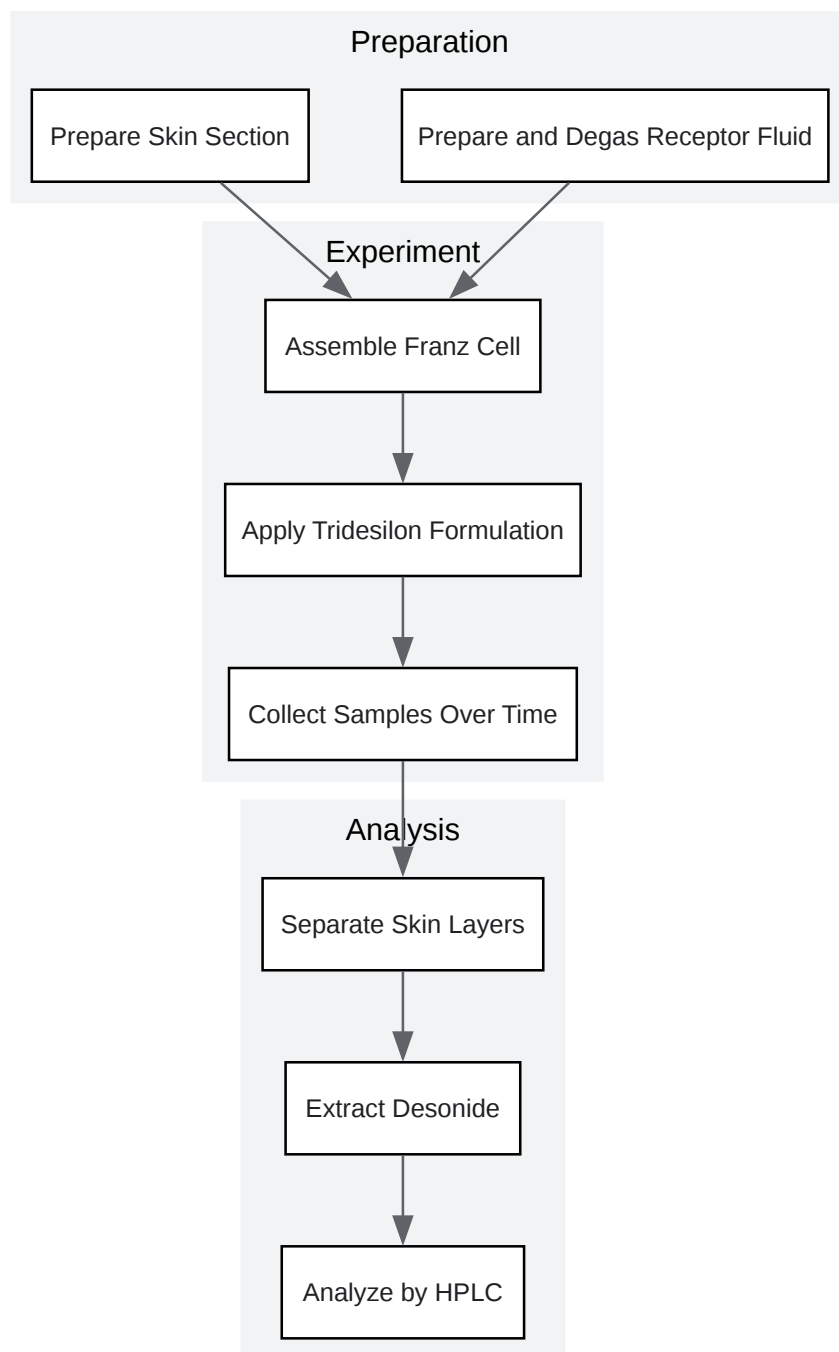 Preparation
Prepare Skin Section
Prepare and Degas Receptor Fluid
Experiment
Assemble Franz Cell
Apply Tridesilon Formulation
Collect Samples Over Time
Analysis
Separate Skin Layers
Extract Desonide
Analyze by HPLC